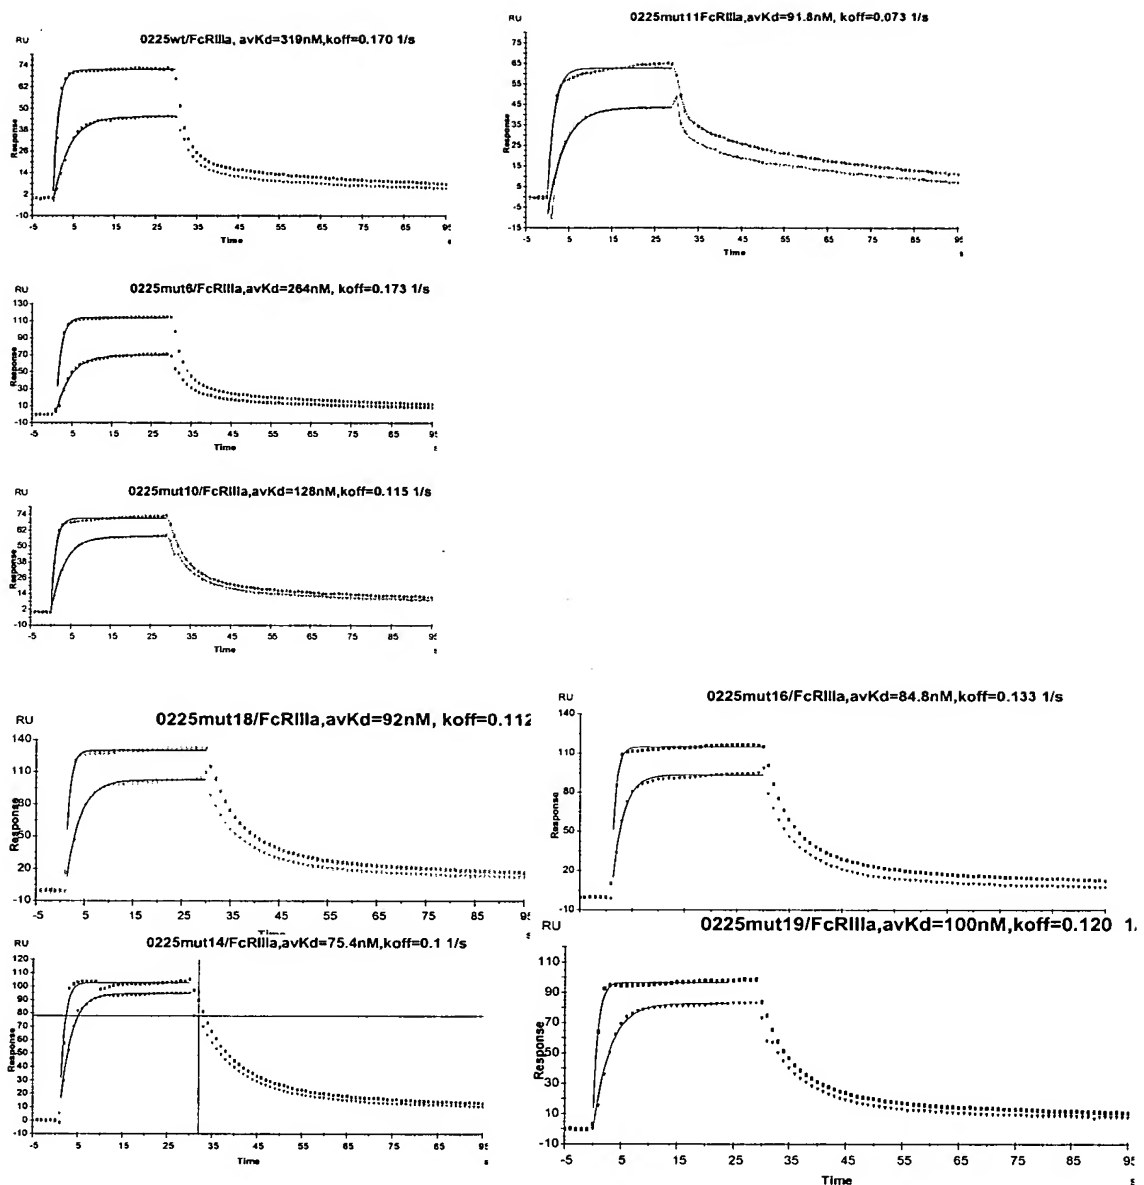 RU
0225wt/FcRIIIa, avKd=319nM,koff=0.170 1/s
74
62
50
38
26
14
2
-10
Response
-5 5 15 25 35 45 55 65 75 85 95
Time
s
RU
0225mut11FcRIIIa,avKd=91.8nM,koff=0.073 1/s
75
65
55
45
35
25
15
5
-5
-15
Response
-5 5 15 25 35 45 55 65 75 85 95
Time
s
RU
0225mut6/FcRIIIa,avKd=264nM, koff=0.173 1/s
130
110
90
70
50
30
10
-10
Response
-5 5 15 25 35 45 55 65 75 85 95
Time
s
RU
0225mut10/FcRIIIa,avKd=128nM,koff=0.115 1/s
74
62
50
38
26
14
2
-10
Response
-5 5 15 25 35 45 55 65 75 85 95
Time
s
RU
0225mut18/FcRIIIa,avKd=92nM, koff=0.112
140
110
80
50
20
-10
Response
-5 5 15 25 35 45 55 65 75 85 95
Time
s
RU
0225mut16/FcRIIIa,avKd=84.8nM,koff=0.133 1/s
140
110
80
50
20
-10
Response
RU
0225mut14/FcRIIIa,avKd=75.4nM,koff=0.1 1/s
120
110
100
90
80
70
60
50
40
30
20
10
0
-10
Response
-5 5 15 25 35 45 55 65 75 85 95
Time
s
RU
0225mut19/FcRIIIa,avKd=100nM,koff=0.120 1/
110
90
70
50
30
10
-10
Response
-5 5 15 25 35 45 55 65 75 85 95
Time
s